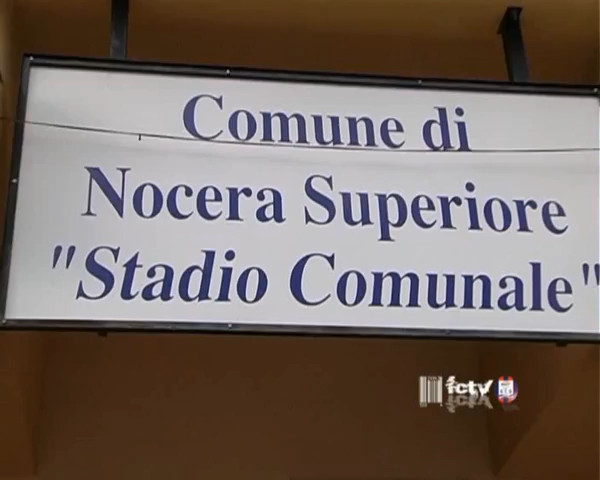 Comune di
Nocera Superiore
"Stadio Comunale"
fctv